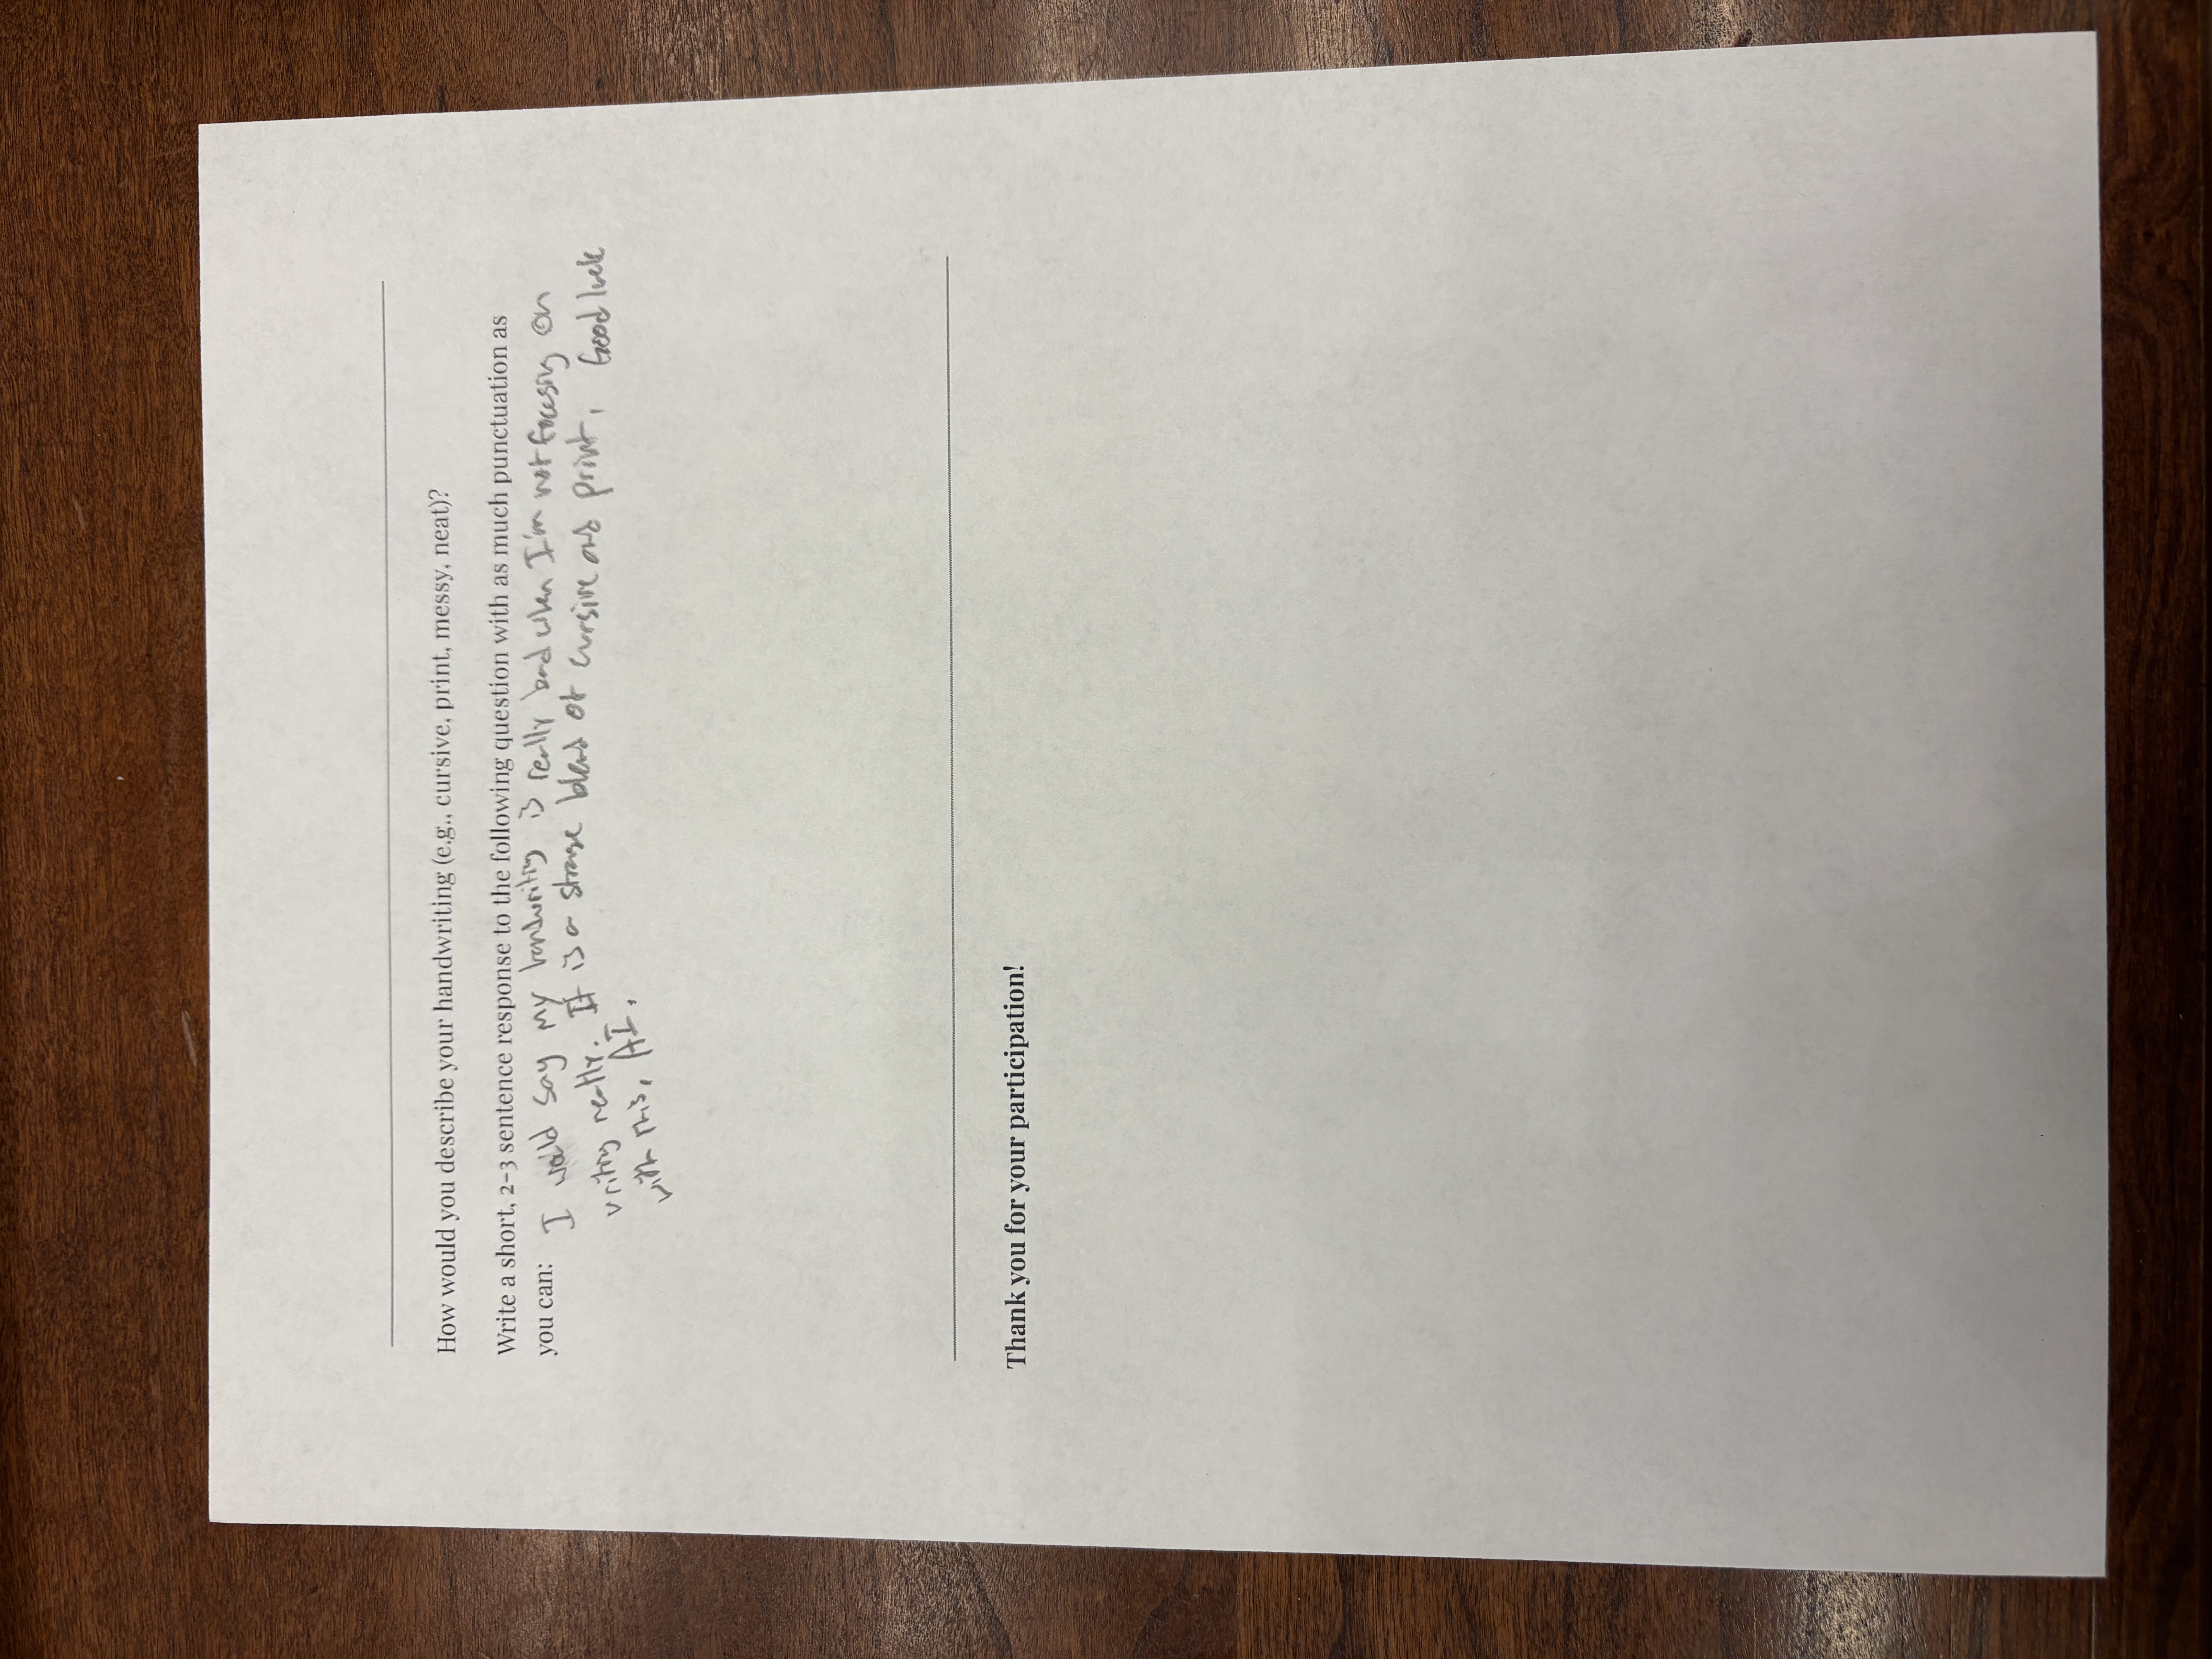 How would you describe your handwriting (e.g., cursive, print, messy, neat)?
Write a short, 2-3 sentence response to the following question with as much punctuation as
you can: I would say my handwriting is really bad when I'm not focusing on
writing neatly. It is a strange blend of cursive and print. Good luck
with this, AI.
Thank you for your participation!